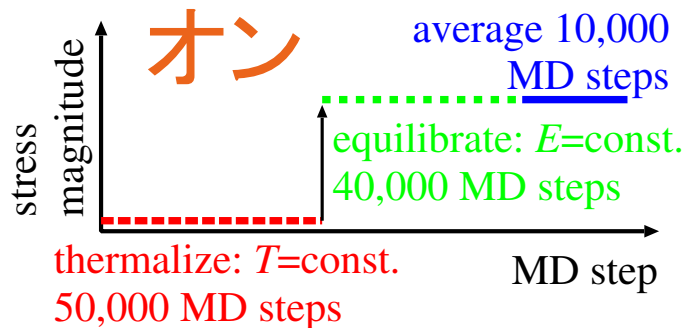 オン
average 10,000
MD steps
stress
magnitude
equilibrate: E=const.
40,000 MD steps
thermalize: T=const.
50,000 MD steps
MD step